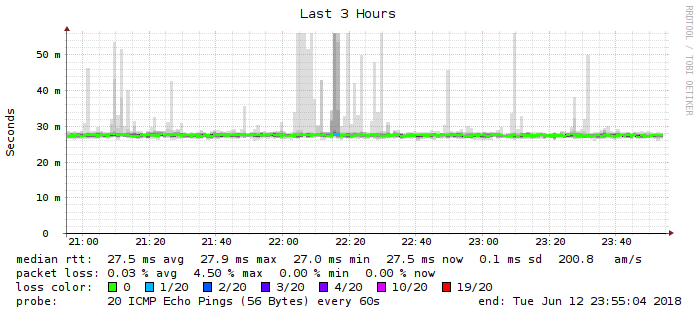 Last 3 Hours
RRDTOOL / TOBI OETIKER
Seconds
50 m
40 m
30 m
20 m
10 m
0
21:00 21:20 21:40 22:00 22:20 22:40 23:00 23:20 23:40
median rtt: 27.5 ms avg 27.9 ms max 27.0 ms min 27.5 ms now 0.1 ms sd 200.8 am/s
packet loss: 0.03 % avg 4.50 % max 0.00 % min 0.00 % now
loss color: 0 1/20 2/20 3/20 4/20 10/20 19/20
probe: 20 ICMP Echo Pings (56 Bytes) every 60s end: Tue Jun 12 23:55:04 2018